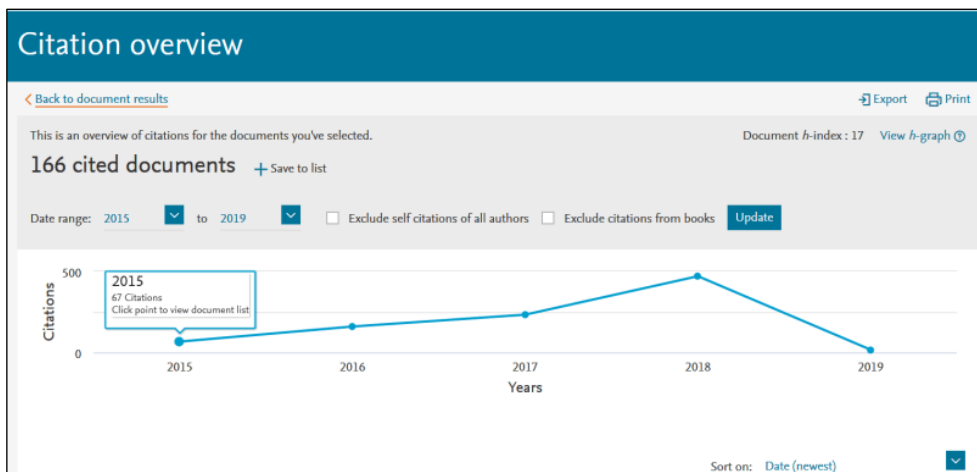 Citation overview
Back to document results
Export Print
This is an overview of citations for the documents you've selected.
Document h-index : 17 View h-graph
166 cited documents
Save to list
Date range: 2015 to 2019 Exclude self citations of all authors Exclude citations from books Update
500
2015
67 Citations
Click point to view document list
Citations
0
2015 2016 2017 2018 2019
Years
Sort on: Date (newest)